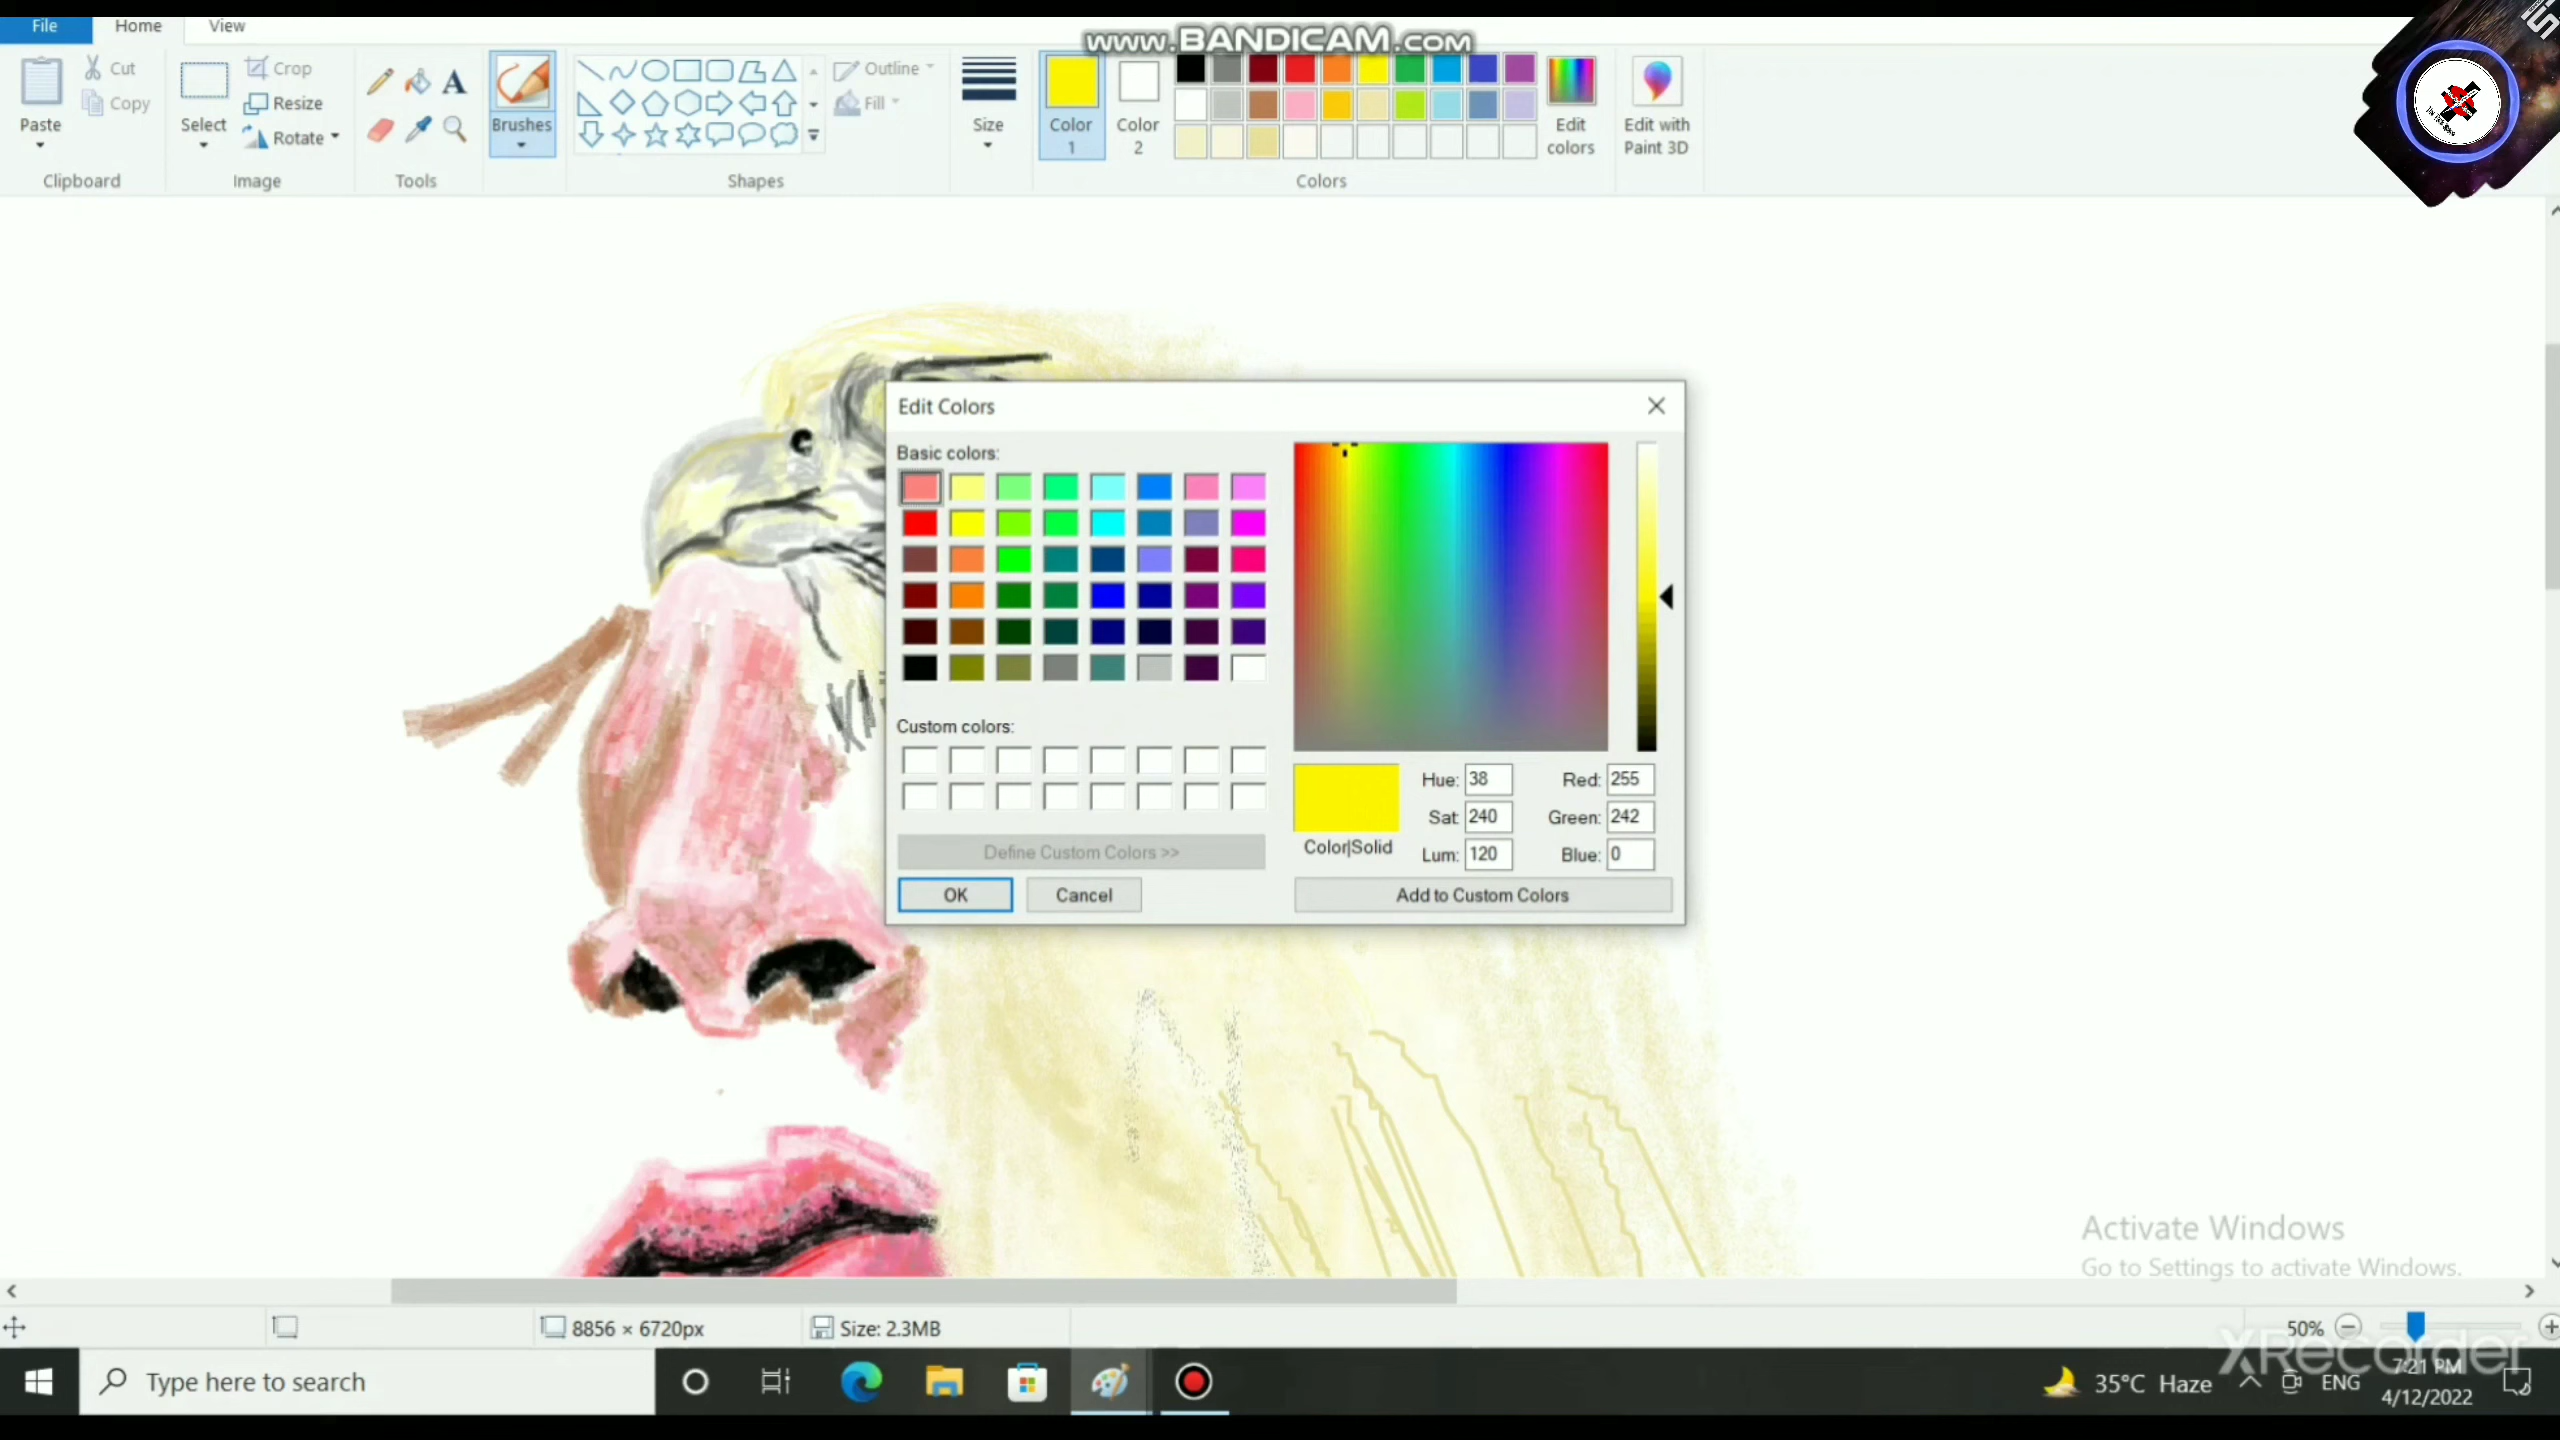 File Home View
www.BANDICAM.com
Paste
Cut
Copy
Clipboard
Select
Crop
Resize
Rotate
Image
A
Tools
Brushes
Outline
Fill
Shapes
Size
Color 1
Color 2
Colors
Edit colors
Edit with Paint 3D
Edit Colors
Basic colors:
Custom colors:
Define Custom Colors >>
OK Cancel
Color|Solid
Hue: 38
Sat: 240
Lum: 120
Red: 255
Green: 242
Blue: 0
Add to Custom Colors
Activate Windows
Go to Settings to activate Windows.
8856 × 6720px
Size: 2.3MB
50%
XRecorder
Type here to search
35°C Haze
ENG
7:21 PM
4/12/2022